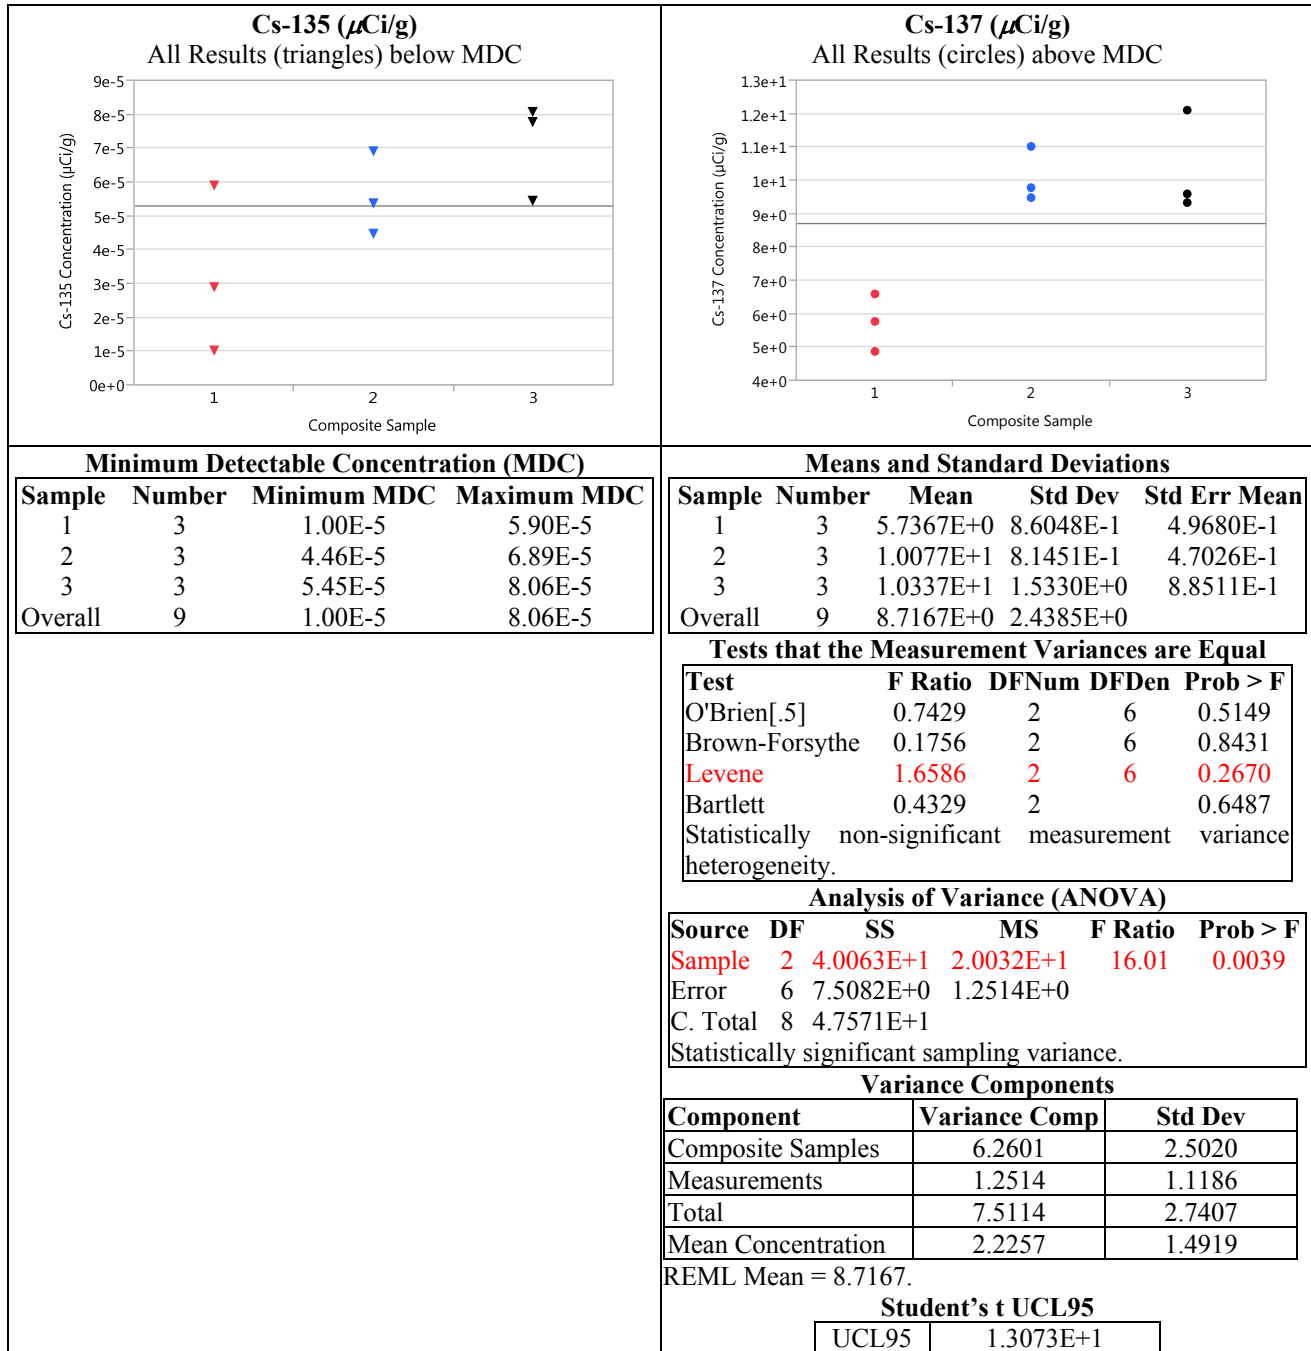 Cs-135 (μCi/g)
All Results (triangles) below MDC
9e-5
8e-5
7e-5
6e-5
5e-5
4e-5
3e-5
2e-5
1e-5
0e+0
Cs-135 Concentration (μCi/g)
1 2 3
Composite Sample
Cs-137 (μCi/g)
All Results (circles) above MDC
1.3e+1
1.2e+1
1.1e+1
1e+1
9e+0
8e+0
7e+0
6e+0
5e+0
4e+0
Cs-137 Concentration (μCi/g)
1 2 3
Composite Sample
Minimum Detectable Concentration (MDC)
Sample Number Minimum MDC Maximum MDC
1 3 1.00E-5 5.90E-5
2 3 4.46E-5 6.89E-5
3 3 5.45E-5 8.06E-5
Overall 9 1.00E-5 8.06E-5
Means and Standard Deviations
Sample Number Mean Std Dev Std Err Mean
1 3 5.7367E+0 8.6048E-1 4.9680E-1
2 3 1.0077E+1 8.1451E-1 4.7026E-1
3 3 1.0337E+1 1.5330E+0 8.8511E-1
Overall 9 8.7167E+0 2.4385E+0
Tests that the Measurement Variances are Equal
Test F Ratio DFNum DFDen Prob > F
O'Brien[.5] 0.7429 2 6 0.5149
Brown-Forsythe 0.1756 2 6 0.8431
Levene 1.6586 2 6 0.2670
Bartlett 0.4329 2 0.6487
Statistically non-significant measurement variance
heterogeneity.
Analysis of Variance (ANOVA)
Source DF SS MS F Ratio Prob > F
Sample 2 4.0063E+1 2.0032E+1 16.01 0.0039
Error 6 7.5082E+0 1.2514E+0
C. Total 8 4.7571E+1
Statistically significant sampling variance.
Variance Components
Component Variance Comp Std Dev
Composite Samples 6.2601 2.5020
Measurements 1.2514 1.1186
Total 7.5114 2.7407
Mean Concentration 2.2257 1.4919
REML Mean = 8.7167.
Student’s t UCL95
UCL95 1.3073E+1